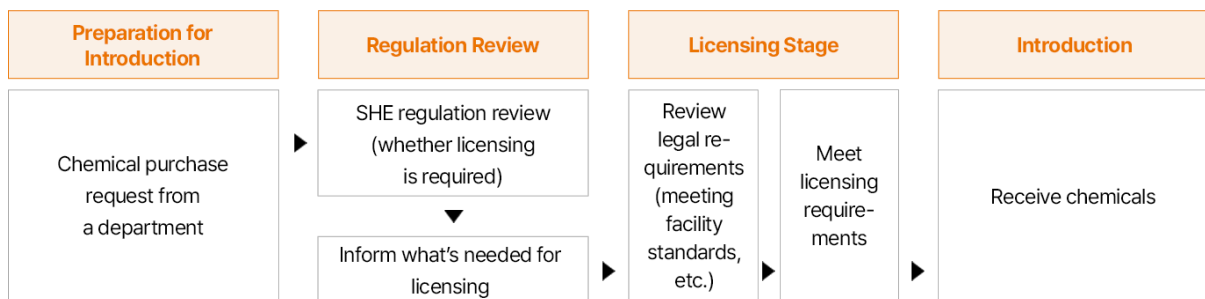 Preparation for
Introduction
Regulation Review
Licensing Stage
Introduction
Chemical purchase
request from
a department
SHE regulation review
(whether licensing
is required)
Inform what's needed for
licensing
Review
legal re-
quirements
(meeting
facility
standards,
etc.)
Meet
licensing
require-
ments
Receive chemicals